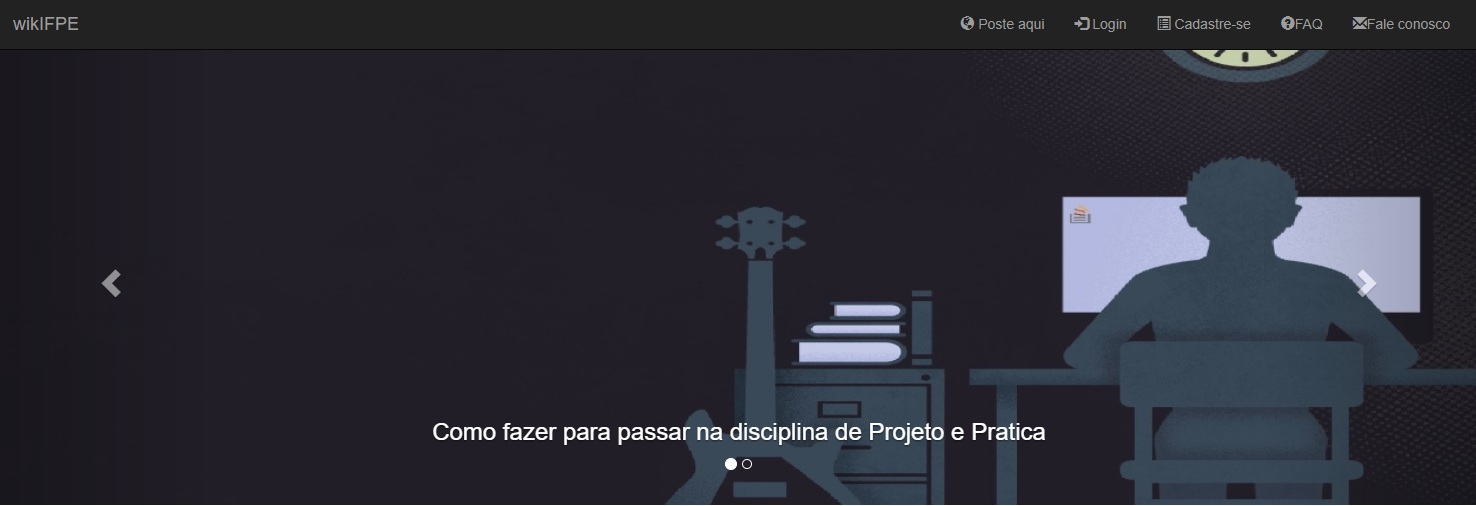 wikIFPE
Poste aqui Login Cadastre-se FAQ Fale conosco
Como fazer para passar na disciplina de Projeto e Pratica